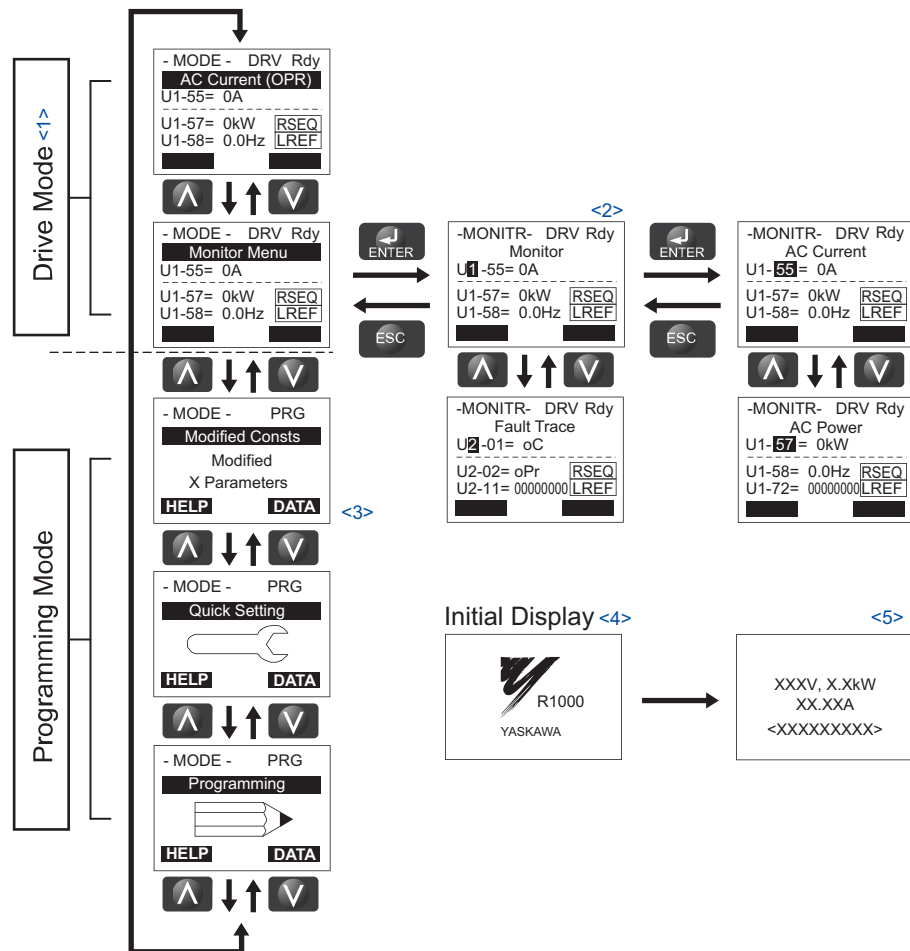 Drive Mode <1>
- MODE - DRV Rdy
AC Current (OPR)
U1-55= 0A
U1-57= 0kW RSEQ
U1-58= 0.0Hz LREF
- MODE - DRV Rdy
Monitor Menu
U1-55= 0A
U1-57= 0kW RSEQ
U1-58= 0.0Hz LREF
ENTER
ESC
<2>
-MONITR- DRV Rdy
Monitor
U1 -55= 0A
U1-57= 0kW RSEQ
U1-58= 0.0Hz LREF
ENTER
ESC
-MONITR- DRV Rdy
AC Current
U1- 55 = 0A
U1-57= 0kW RSEQ
U1-58= 0.0Hz LREF
-MONITR- DRV Rdy
Fault Trace
U2 -01= oC
U2-02= oPr RSEQ
U2-11= 00000000 LREF
-MONITR- DRV Rdy
AC Power
U1- 57 = 0kW
U1-58= 0.0Hz RSEQ
U1-72= 00000000 LREF
Programming Mode
- MODE - PRG
Modified Consts
Modified
X Parameters
HELP DATA
<3>
- MODE - PRG
Quick Setting
HELP DATA
- MODE - PRG
Programming
HELP DATA
Initial Display <4>
R1000
YASKAWA
<5>
XXXV, X.XkW
XX.XXA
<XXXXXXXXX>